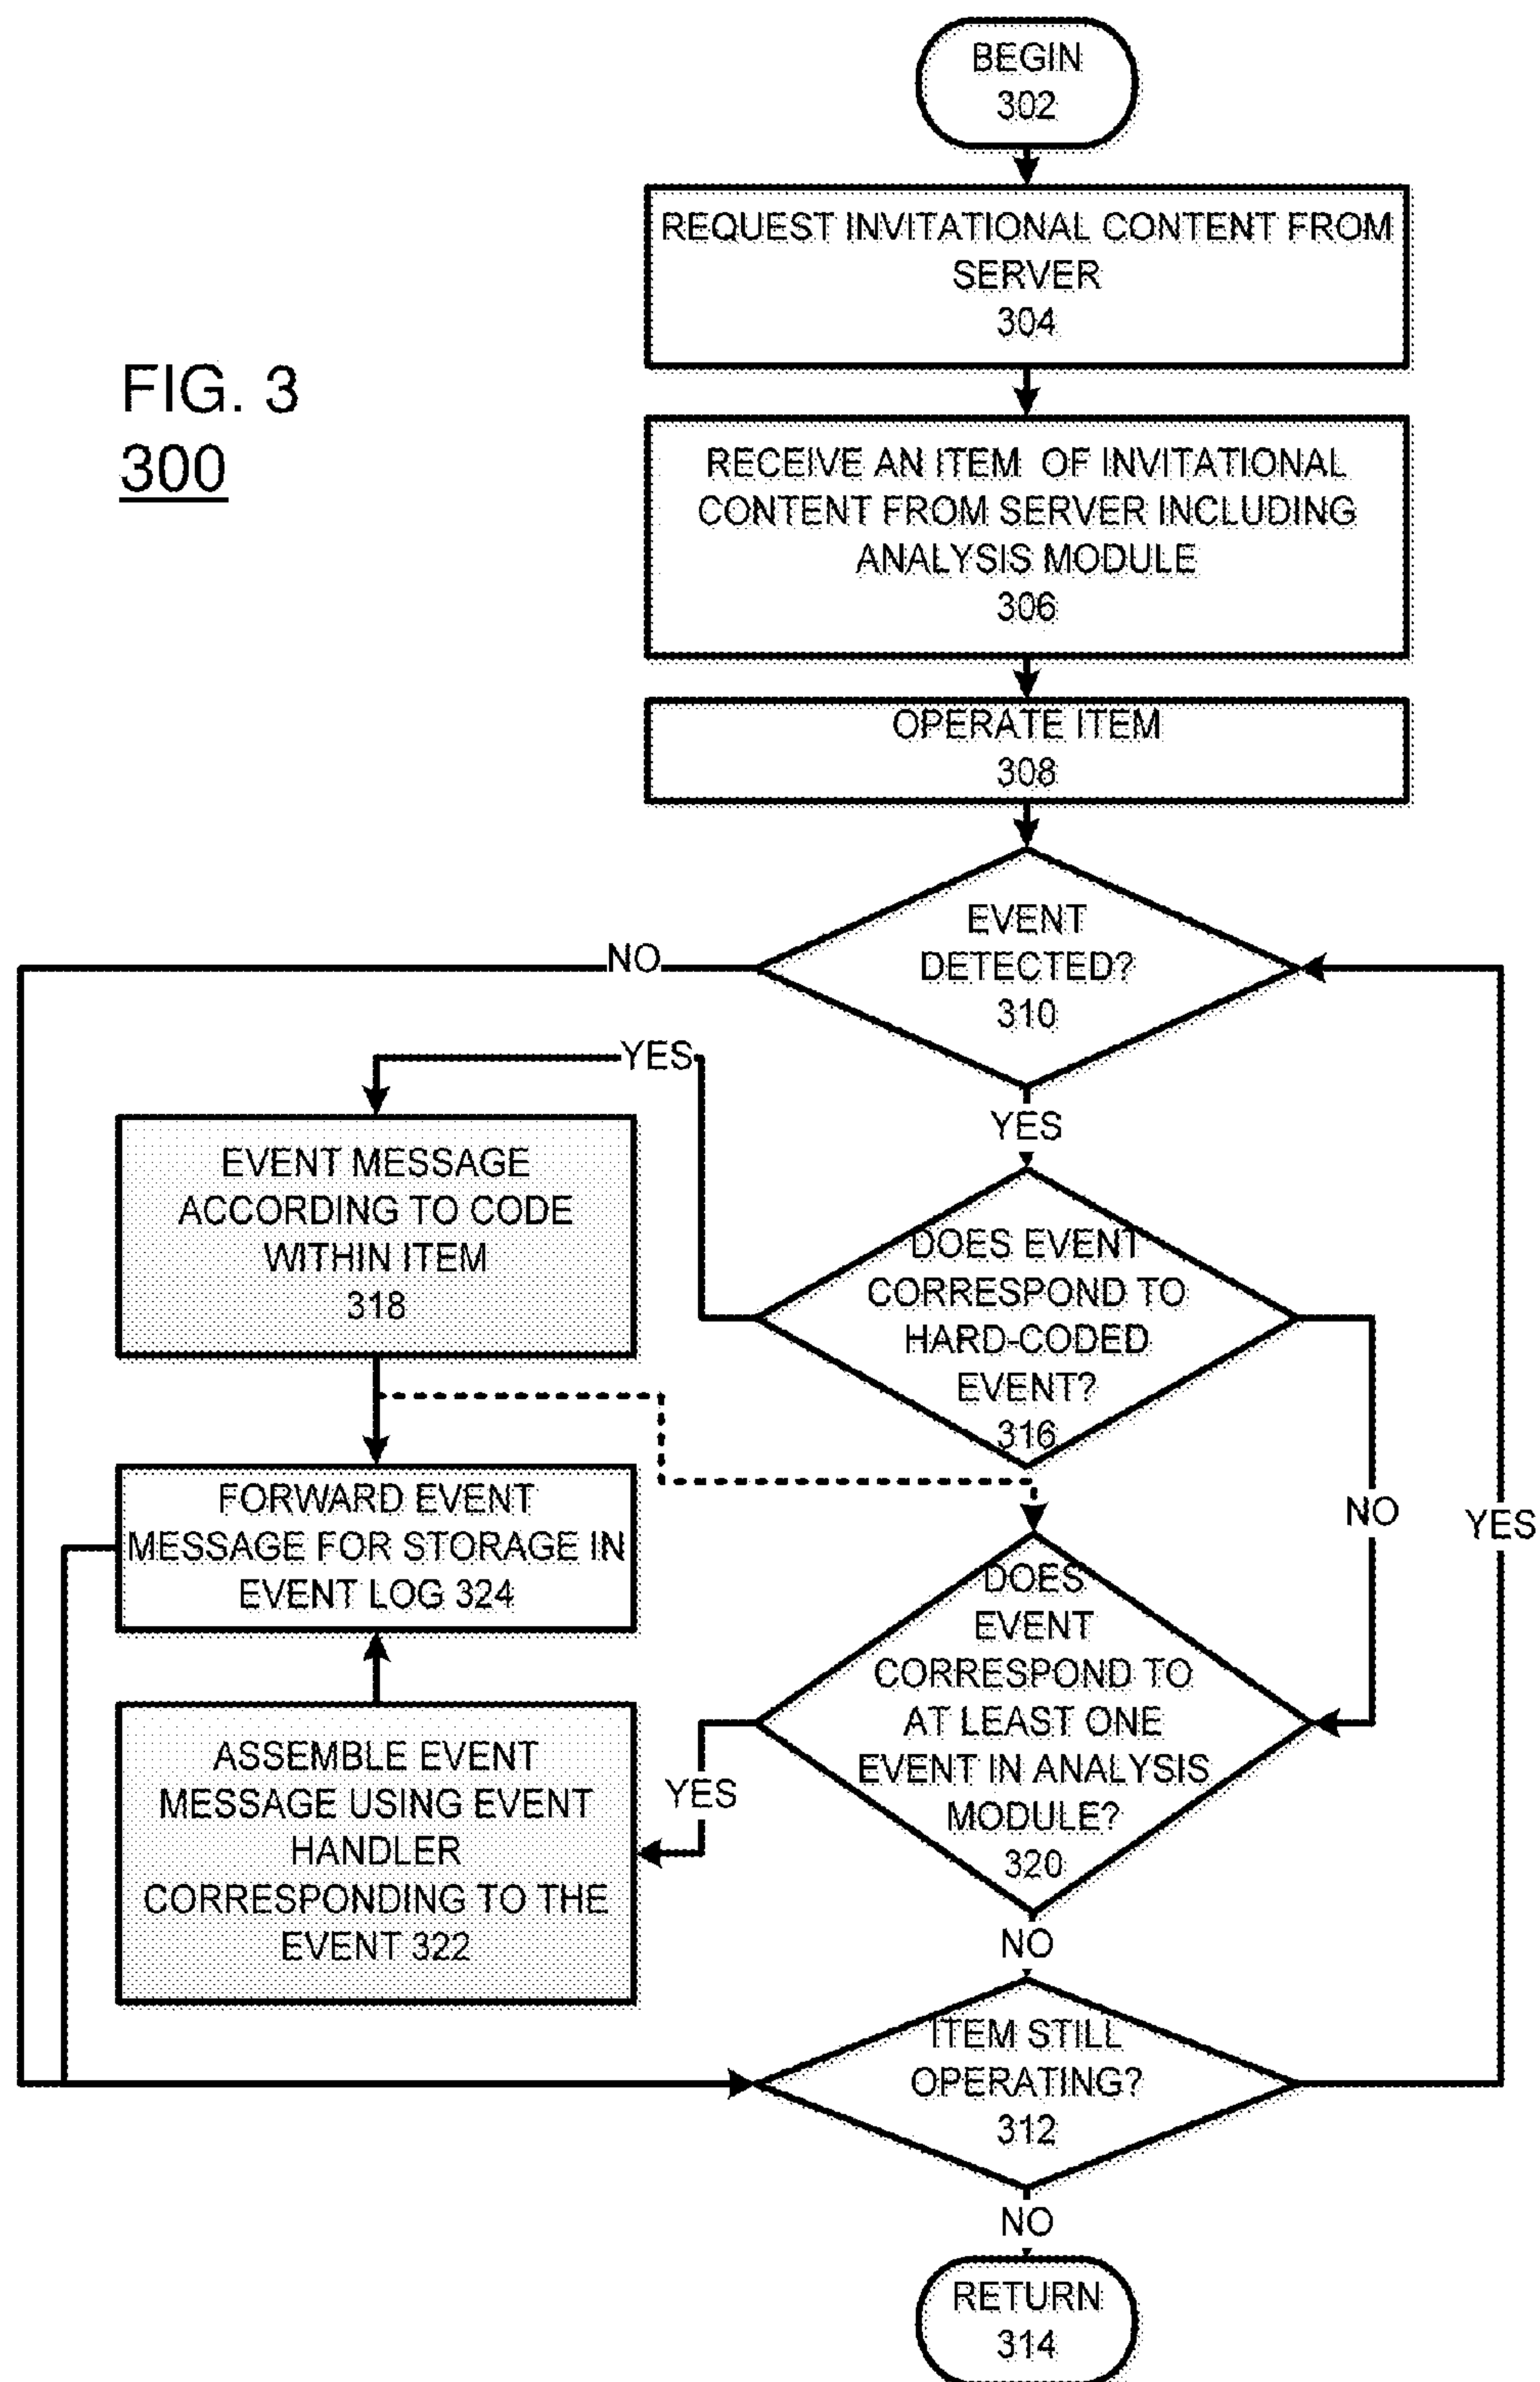 BEGIN
302
REQUEST INVITATIONAL CONTENT FROM
SERVER
304
FIG. 3
300
RECEIVE AN ITEM OF INVITATIONAL
CONTENT FROM SERVER INCLUDING
ANALYSIS MODULE
306
OPERATE ITEM
308
EVENT
DETECTED?
310
NO
YES
YES
EVENT MESSAGE
ACCORDING TO CODE
WITHIN ITEM
318
DOES EVENT
CORRESPOND TO
HARD-CODED
EVENT?
316
NO
YES
FORWARD EVENT
MESSAGE FOR STORAGE IN
EVENT LOG 324
DOES
EVENT
CORRESPOND TO
AT LEAST ONE
EVENT IN ANALYSIS
MODULE?
320
YES
ASSEMBLE EVENT
MESSAGE USING EVENT
HANDLER
CORRESPONDING TO THE
EVENT 322
NO
ITEM STILL
OPERATING?
312
NO
RETURN
314